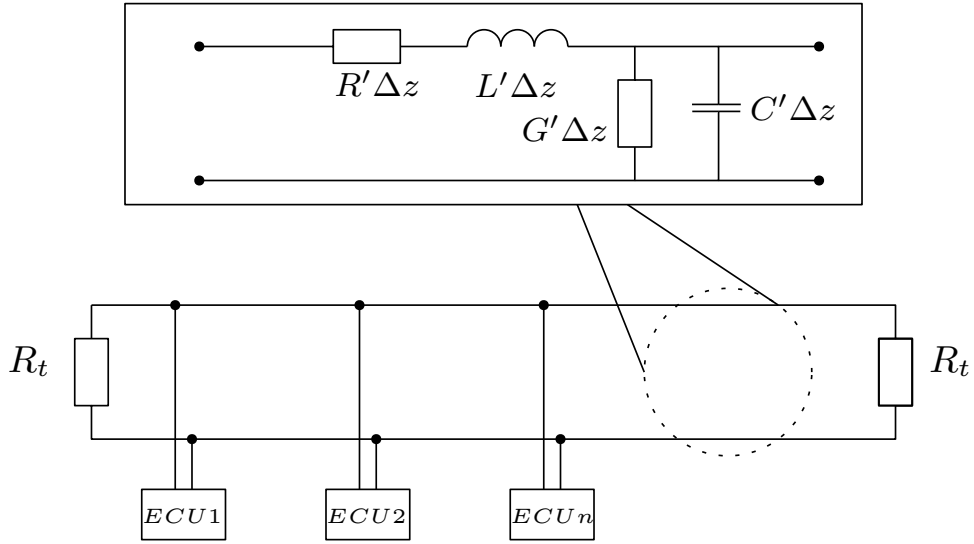 R′Δz
L′Δz
G′Δz
C′Δz
R_t
R_t
ECU1
ECU2
ECUn